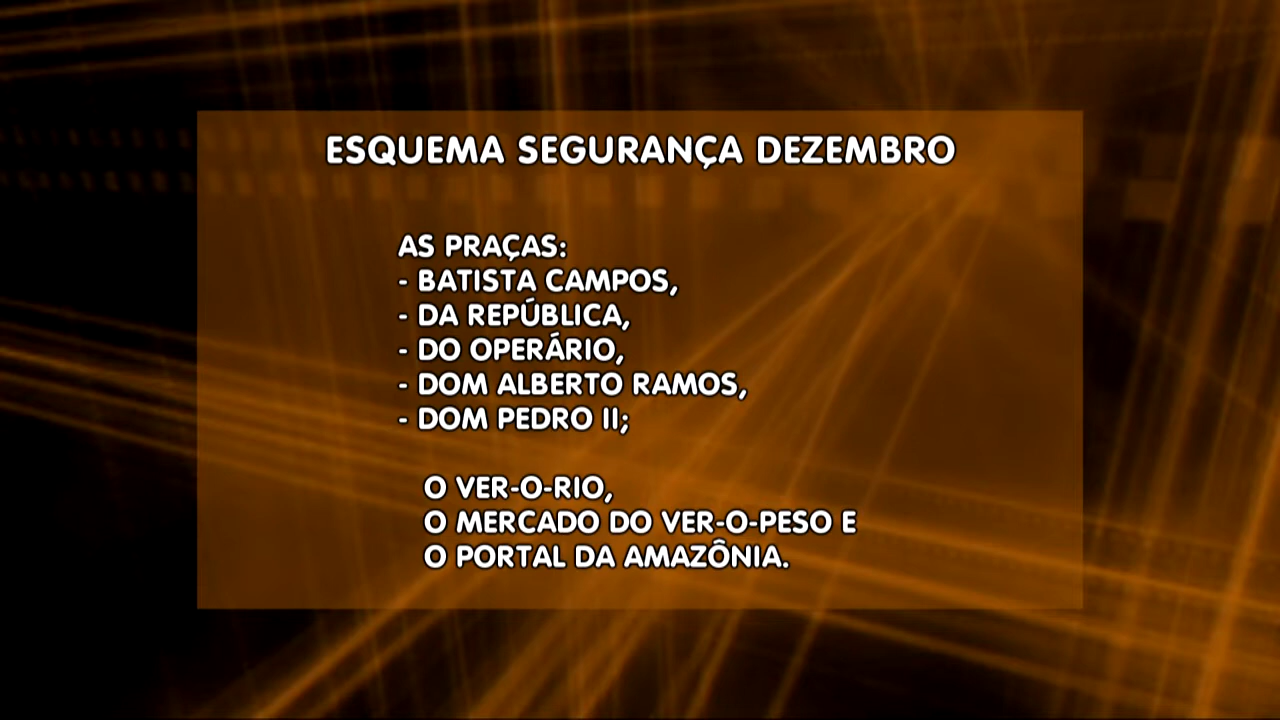 ESQUEMA SEGURANÇA DEZEMBRO
AS PRAÇAS:
- BATISTA CAMPOS,
- DA REPÚBLICA,
- DO OPERÁRIO,
- DOM ALBERTO RAMOS,
- DOM PEDRO II;
O VER-O-RIO,
O MERCADO DO VER-O-PESO E
O PORTAL DA AMAZÔNIA.